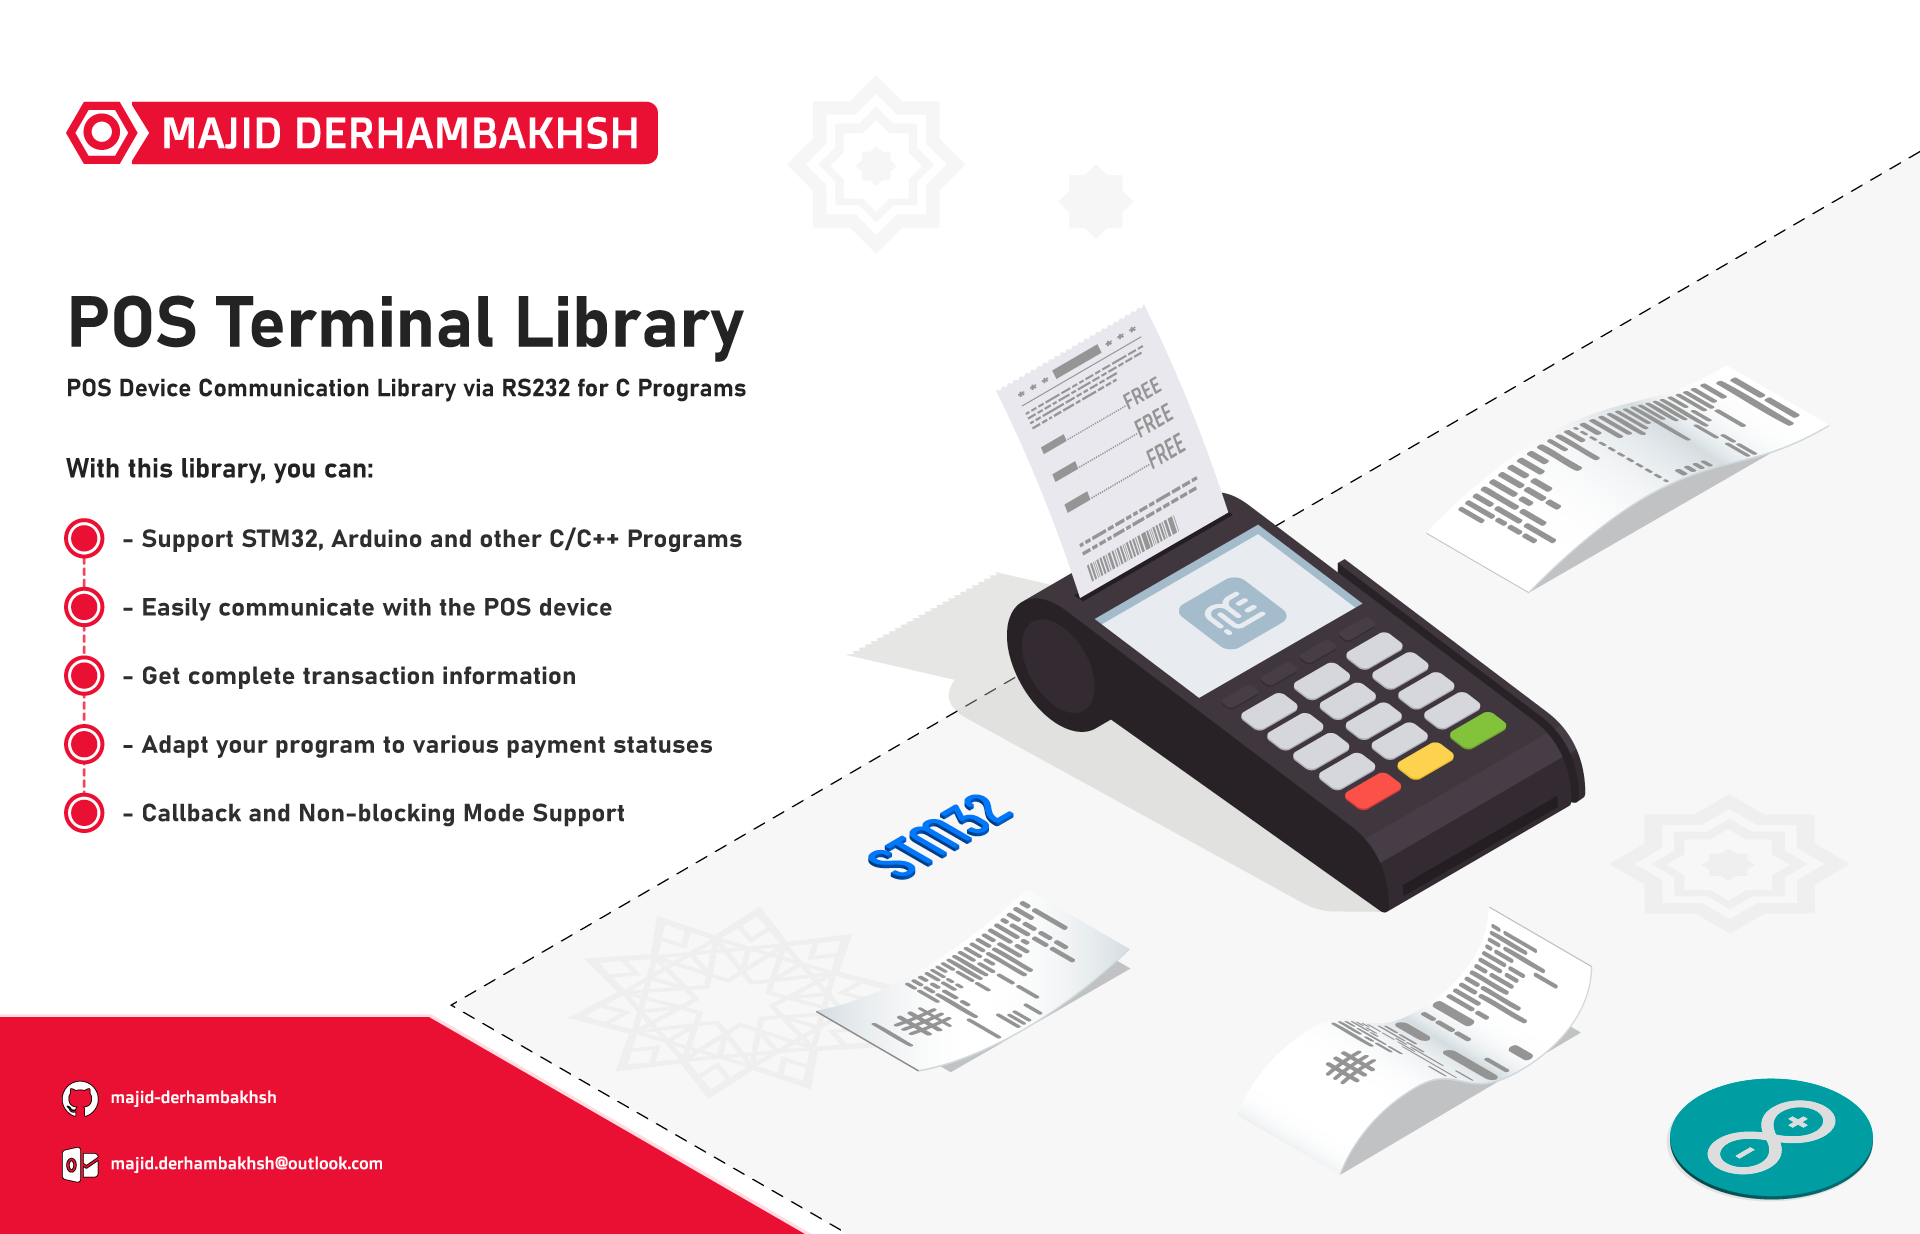 MAJID DERHAMBAKHSH
POS Terminal Library
POS Device Communication Library via RS232 for C Programs
With this library, you can:
- Support STM32, Arduino and other C/C++ Programs
- Easily communicate with the POS device
- Get complete transaction information
- Adapt your program to various payment statuses
- Callback and Non-blocking Mode Support
* * * * * *
FREE
FREE
FREE
STM32
majid-derhambakhsh
majid.derhambakhsh@outlook.com